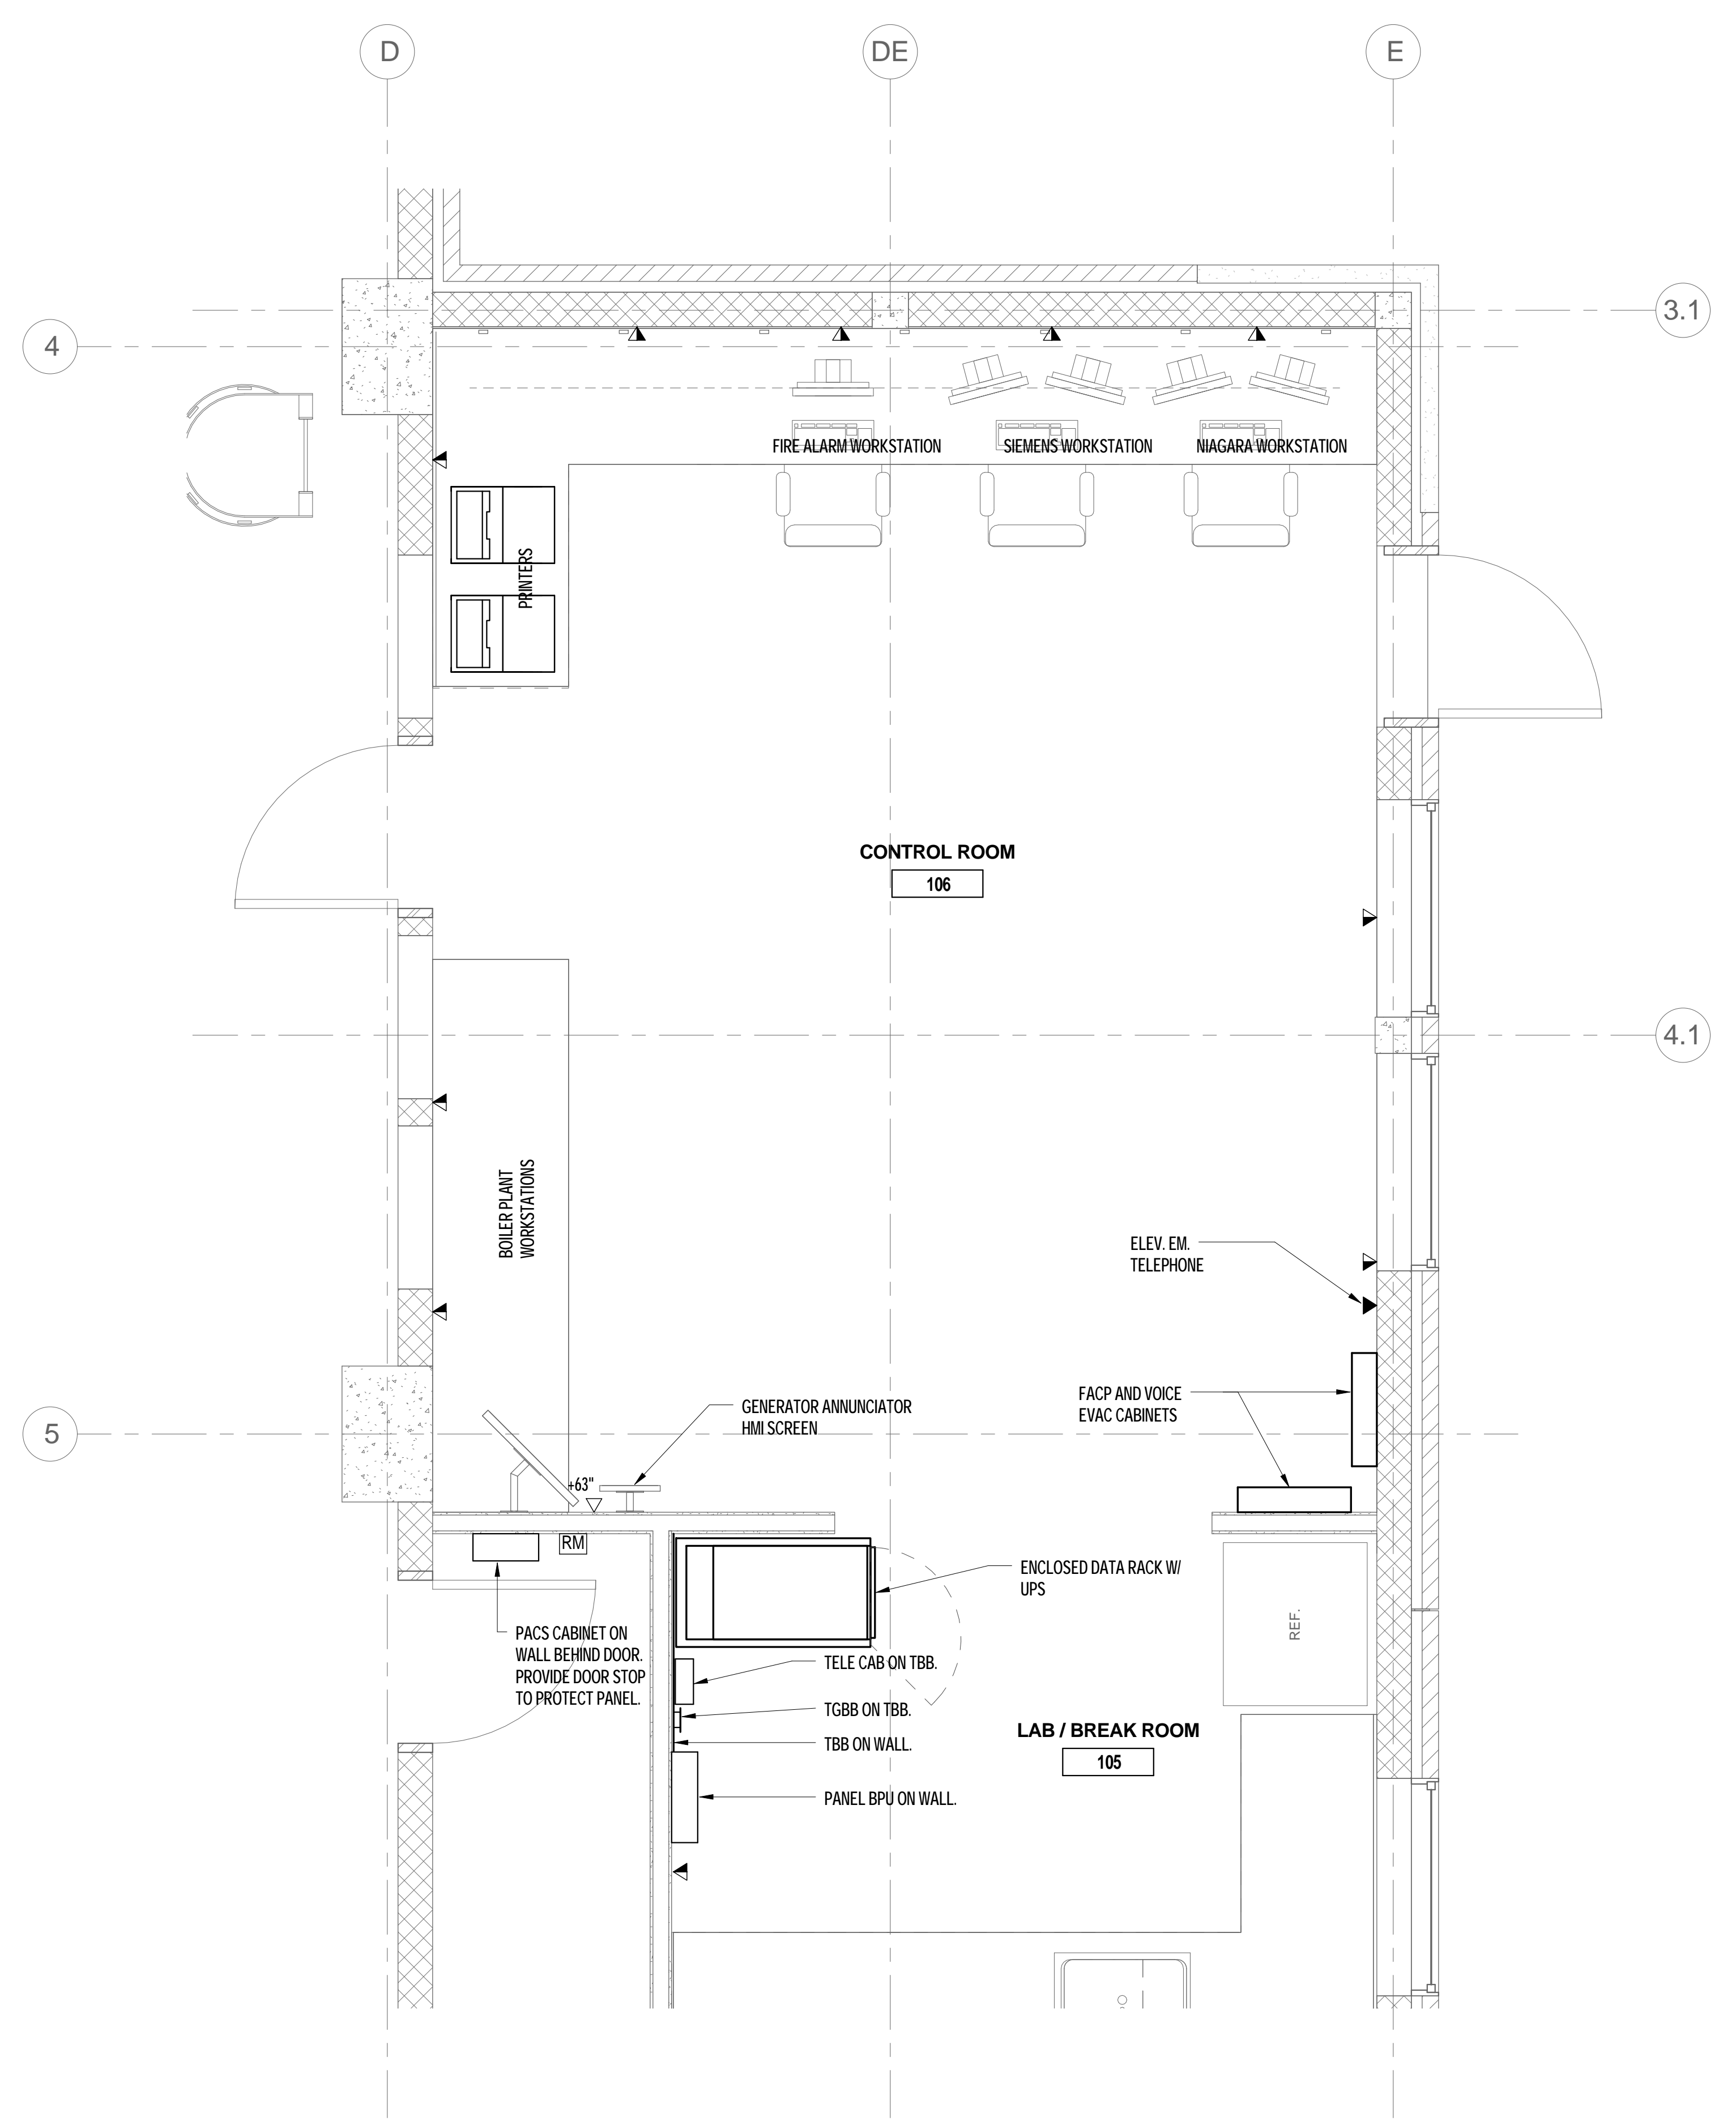 D
DE
E
3.1
4
FIRE ALARM WORKSTATION
SIEMENS WORKSTATION
NIAGARA WORKSTATION
PRINTERS
CONTROL ROOM
106
4.1
BOILER PLANT
WORKSTATIONS
ELEV. EM.
TELEPHONE
FACP AND VOICE
EVAC CABINETS
GENERATOR ANNUNCIATOR
HMI SCREEN
5
+63"
RM
ENCLOSED DATA RACK W/
UPS
REF.
PACS CABINET ON
WALL BEHIND DOOR.
PROVIDE DOOR STOP
TO PROTECT PANEL.
TELE CAB ON TBB.
TGBB ON TBB.
TBB ON WALL.
LAB / BREAK ROOM
105
PANEL BPU ON WALL.